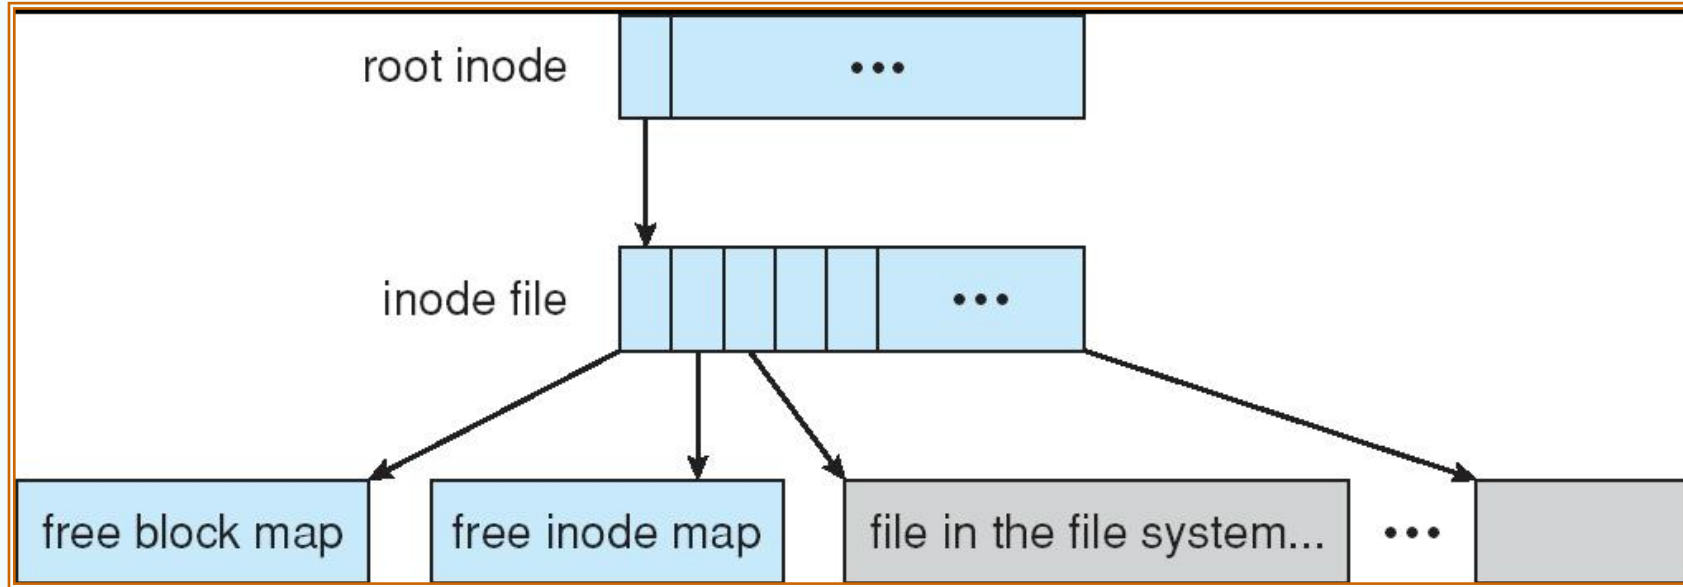 root inode
•••
inode file
•••
free block map
free inode map
file in the file system...
•••